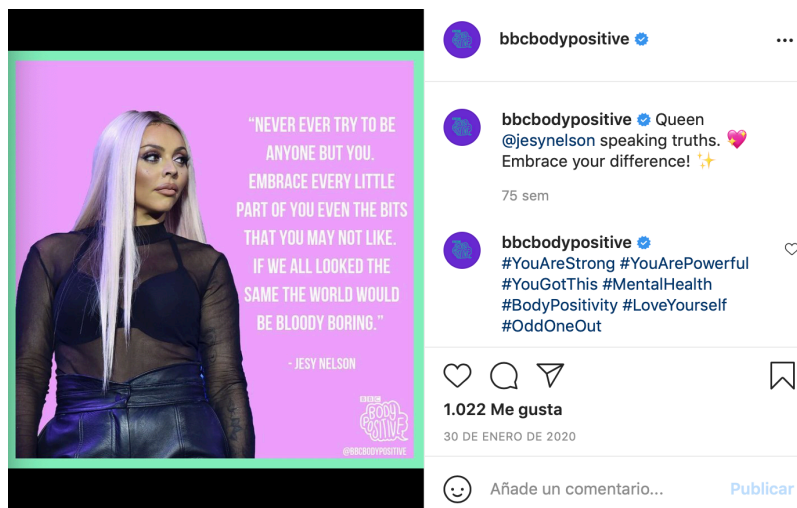 “NEVER EVER TRY TO BE
ANYONE BUT YOU.
EMBRACE EVERY LITTLE
PART OF YOU EVEN THE BITS
THAT YOU MAY NOT LIKE.
IF WE ALL LOOKED THE
SAME THE WORLD WOULD
BE BLOODY BORING.”
- JESY NELSON
BBC
BODY
POSITIVE
@BBCBODYPOSITIVE
bbcbodypositive
bbcbodypositive Queen
@jesynelson speaking truths. 💖
Embrace your difference! ✨
75 sem
bbcbodypositive
#YouAreStrong #YouArePowerful
#YouGotThis #MentalHealth
#BodyPositivity #LoveYourself
#OddOneOut
1.022 Me gusta
30 DE ENERO DE 2020
Añade un comentario...
Publicar